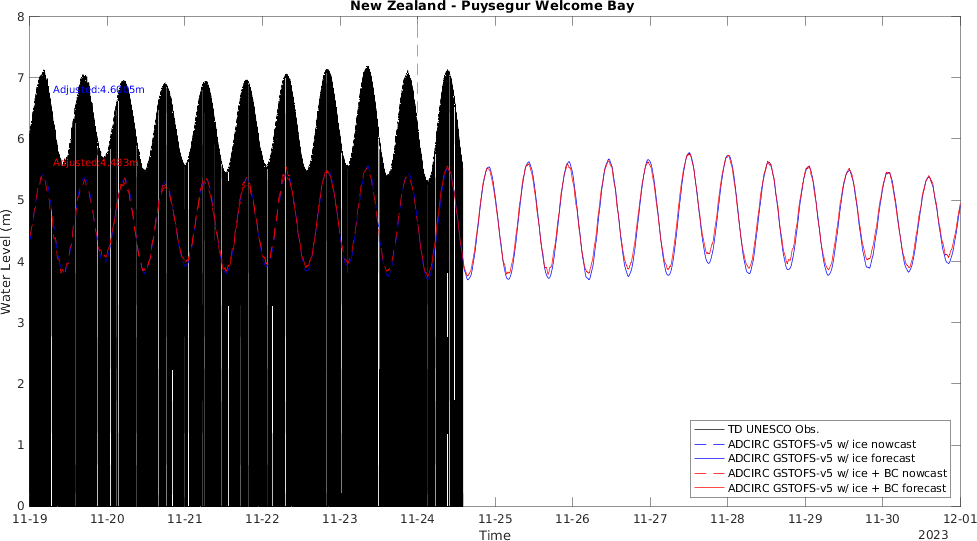 New Zealand - Puysegur Welcome Bay
8
7
6
5
4
3
2
1
0
Water Level (m)
Adjusted:4.483m
11-19
11-20
11-21
11-22
11-23
11-24
11-25
11-26
11-27
11-28
11-29
11-30
12-01
Time
2023
TD UNESCO Obs.
ADCIRC GSTOFS-v5 w/ ice nowcast
ADCIRC GSTOFS-v5 w/ ice forecast
ADCIRC GSTOFS-v5 w/ ice + BC nowcast
ADCIRC GSTOFS-v5 w/ ice + BC forecast